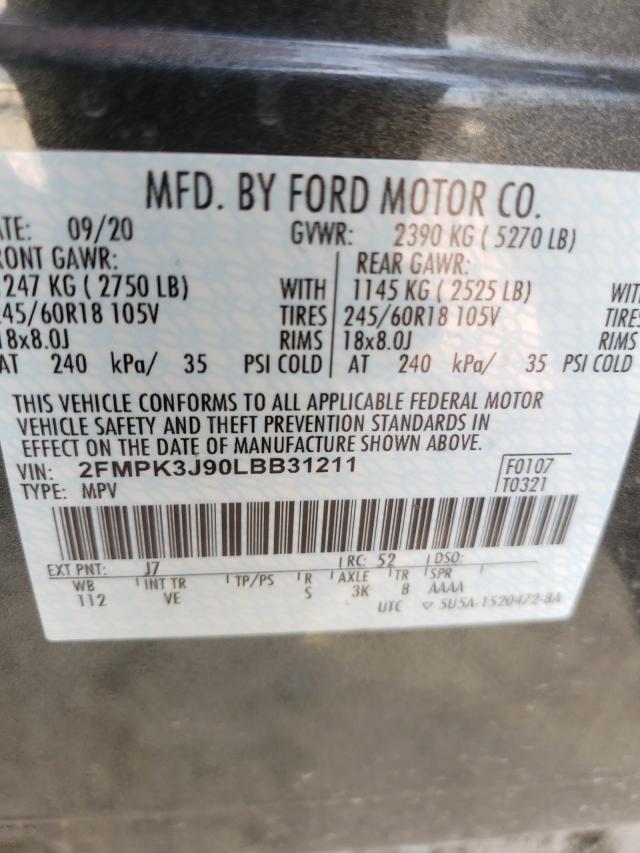 MFD. BY FORD MOTOR CO.
ATE: 09/20 GVWR: 2390 KG ( 5270 LB)
RONT GAWR: REAR GAWR:
1247 KG ( 2750 LB) WITH 1145 KG ( 2525 LB) WIT
245/60R18 105V TIRES 245/60R18 105V TIRE
18x8.0J RIMS 18x8.0J RIMS
AT 240 kPa/ 35 PSI COLD AT 240 kPa/ 35 PSI COLD
THIS VEHICLE CONFORMS TO ALL APPLICABLE FEDERAL MOTOR
VEHICLE SAFETY AND THEFT PREVENTION STANDARDS IN
EFFECT ON THE DATE OF MANUFACTURE SHOWN ABOVE.
VIN: 2FMPK3J90LBB31211 F0107
TYPE: MPV T0321
EXT PNT: J7 RC: 52 DSO:
WB INT TR TP/PS R AXLE TR SPR
112 VE S 3K 8 AAAA
UTC ▽ 5U5A-1520472-BA